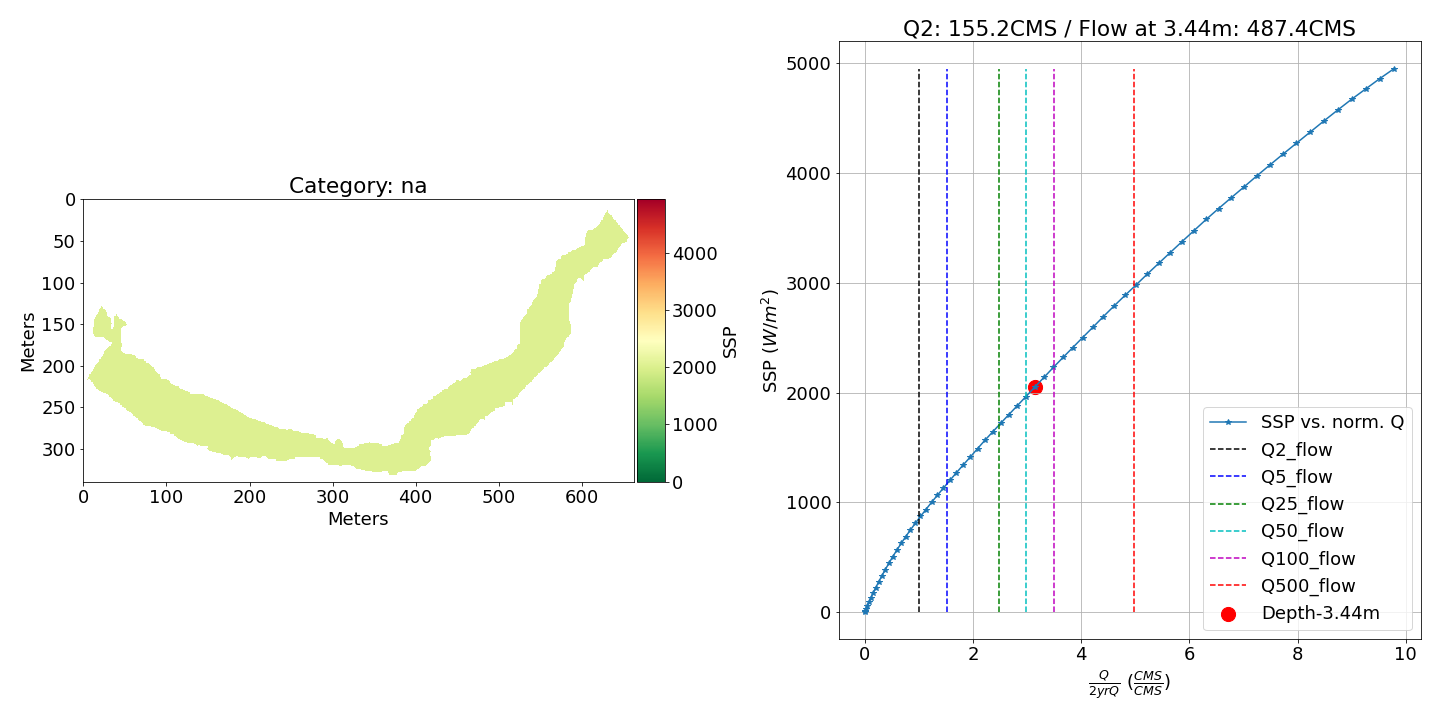 Category: na
0
50
100
150
200
250
300
Meters
0
100
200
300
400
500
600
Meters
4000
3000
2000
1000
0
SSP
Q2: 155.2CMS / Flow at 3.44m: 487.4CMS
5000
4000
3000
2000
1000
0
SSP (W/m²)
SSP vs. norm. Q
Q2_flow
Q5_flow
Q25_flow
Q50_flow
Q100_flow
Q500_flow
Depth-3.44m
0
2
4
6
8
10
Q/2yrQ (CMS/CMS)